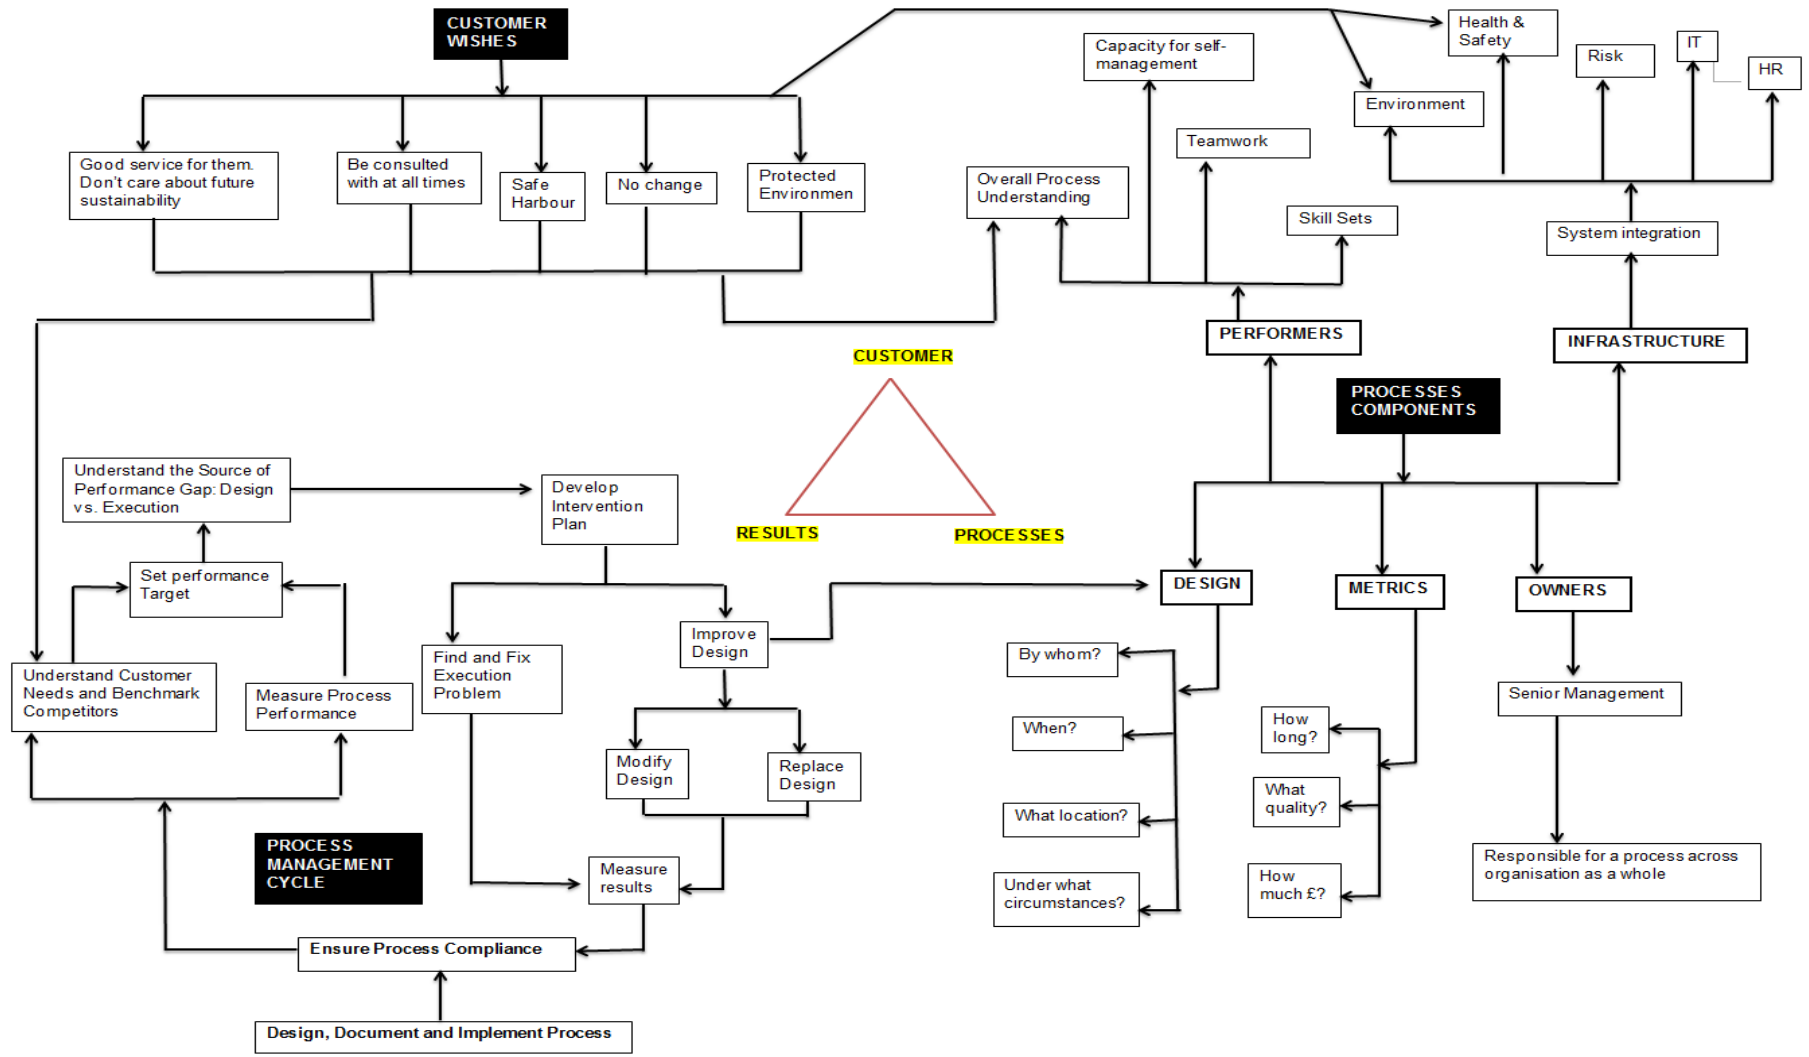 CUSTOMER
WISHES
Good service for them.
Don't care about future
sustainability
Be consulted
with at all times
Safe
Harbour
No change
Protected
Environmen
Overall Process
Understanding
Capacity for self-
management
Teamwork
Skill Sets
Health &
Safety
Environment
Risk
IT
HR
System integration
PERFORMERS
INFRASTRUCTURE
PROCESSES
COMPONENTS
CUSTOMER
RESULTS
PROCESSES
Understand the Source of
Performance Gap: Design
vs. Execution
Develop
Intervention
Plan
Set performance
Target
Understand Customer
Needs and Benchmark
Competitors
Measure Process
Performance
Find and Fix
Execution
Problem
Improve
Design
Modify
Design
Replace
Design
Measure
results
PROCESS
MANAGEMENT
CYCLE
Ensure Process Compliance
Design, Document and Implement Process
DESIGN
By whom?
When?
What location?
Under what
circumstances?
METRICS
How
long?
What
quality?
How
much £?
OWNERS
Senior Management
Responsible for a process across
organisation as a whole